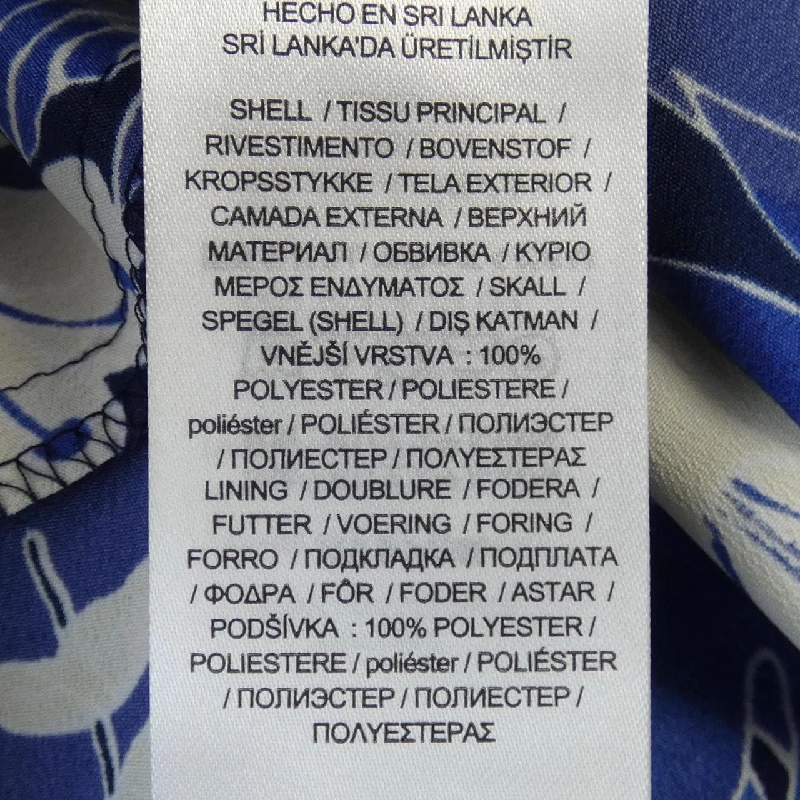 HECHO EN SRI LANKA
SRİ LANKA'DA ÜRETİLMİŞTİR
SHELL / TISSU PRINCIPAL /
RIVESTIMENTO / BOVENSTOF /
KROPSSTYKKE / TELA EXTERIOR /
CAMADA EXTERNA / ВЕРХНИЙ
МАТЕРИАЛ / ОБВИВКА / ΚΥΡΙΟ
ΜΕΡΟΣ ΕΝΔΥΜΑΤΟΣ / SKALL /
SPEGEL (SHELL) / DIŞ KATMAN /
VNĚJŠÍ VRSTVA : 100%
POLYESTER / POLIESTERE /
poliéster / POLIÉSTER / ПОЛИЭСТЕР
/ ПОЛИЕСТЕР / ΠΟΛΥΕΣΤΕΡΑΣ
LINING / DOUBLURE / FODERA /
FUTTER / VOERING / FORING /
FORRO / ПОДКЛАДКА / ПОДПЛАТА
/ ΦΟΔΡΑ / FÔR / FODER / ASTAR /
PODŠÍVKA : 100% POLYESTER /
POLIESTERE / poliéster / POLIÉSTER
/ ПОЛИЭСТЕР / ПОЛИЕСТЕР /
ΠΟΛΥΕΣΤΕΡΑΣ